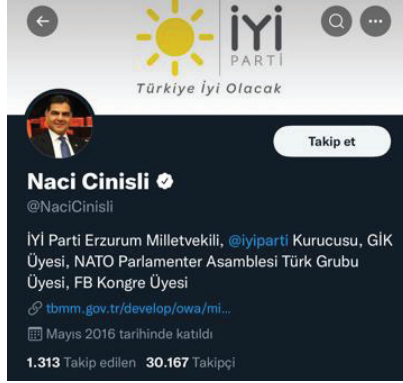 İYİ
PARTİ
Türkiye İyi Olacak
Takip et
Naci Cinisli
@NaciCinisli
İYİ Parti Erzurum Milletvekili, @iyiparti Kurucusu, GİK
Üyesi, NATO Parlamenter Asamblesi Türk Grubu
Üyesi, FB Kongre Üyesi
tbmm.gov.tr/develop/owa/mi...
Mayıs 2016 tarihinde katıldı
1.313 Takip edilen 30.167 Takipçi